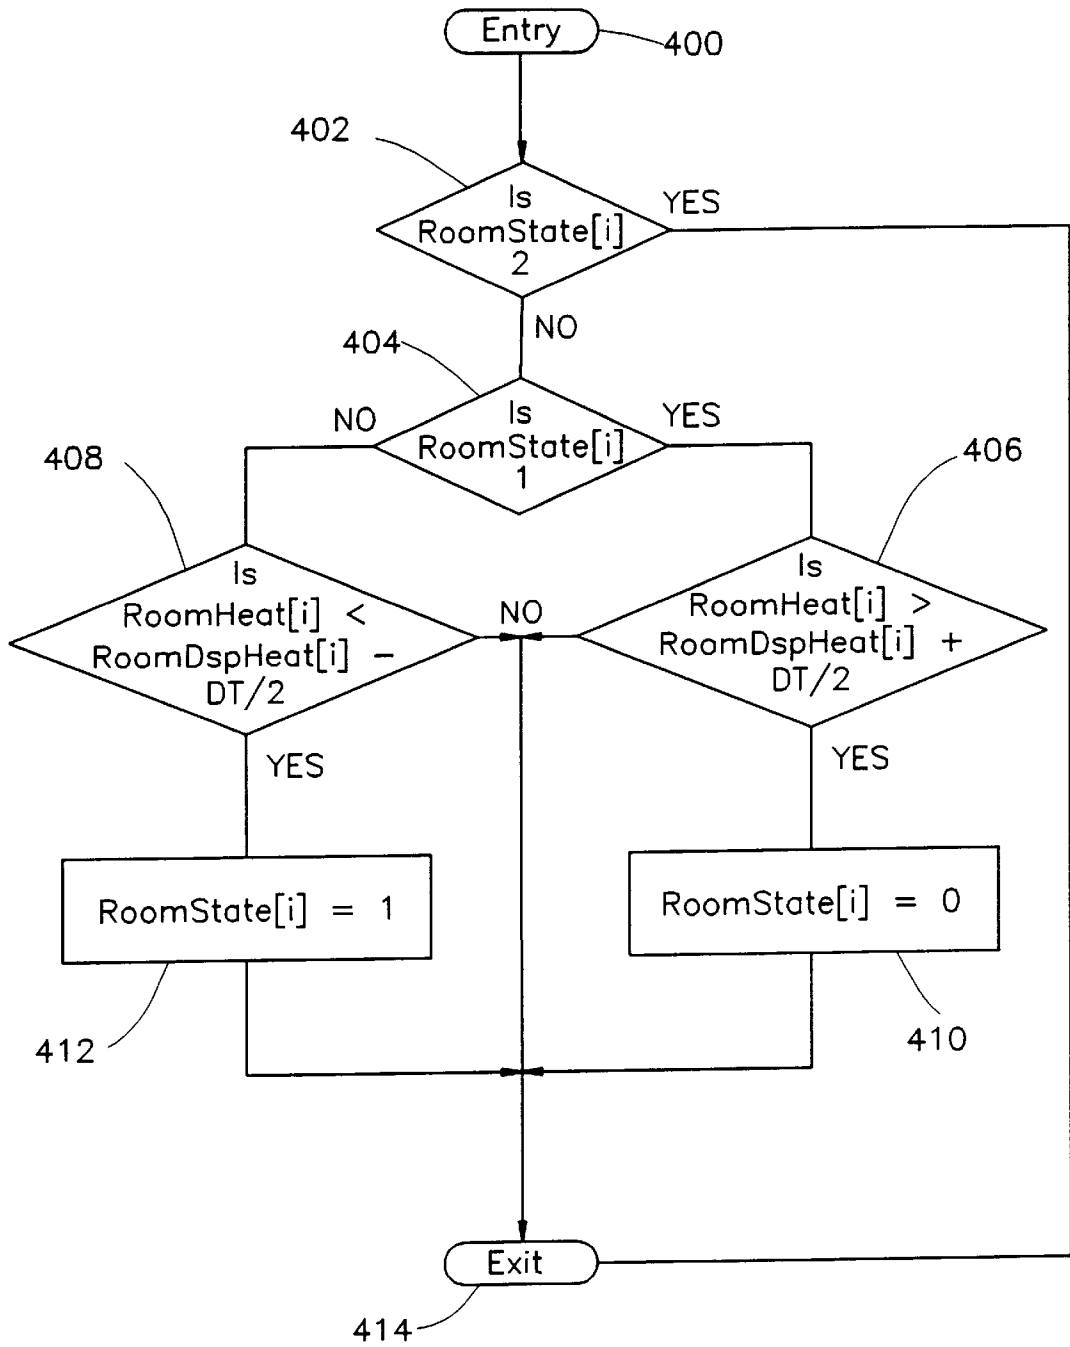 Entry
400
402
Is
RoomState[i]
2
YES
NO
404
Is
RoomState[i]
1
NO
YES
408
406
Is
RoomHeat[i] <
RoomDspHeat[i] -
DT/2
NO
Is
RoomHeat[i] >
RoomDspHeat[i] +
DT/2
YES
YES
RoomState[i] = 1
RoomState[i] = 0
412
410
Exit
414